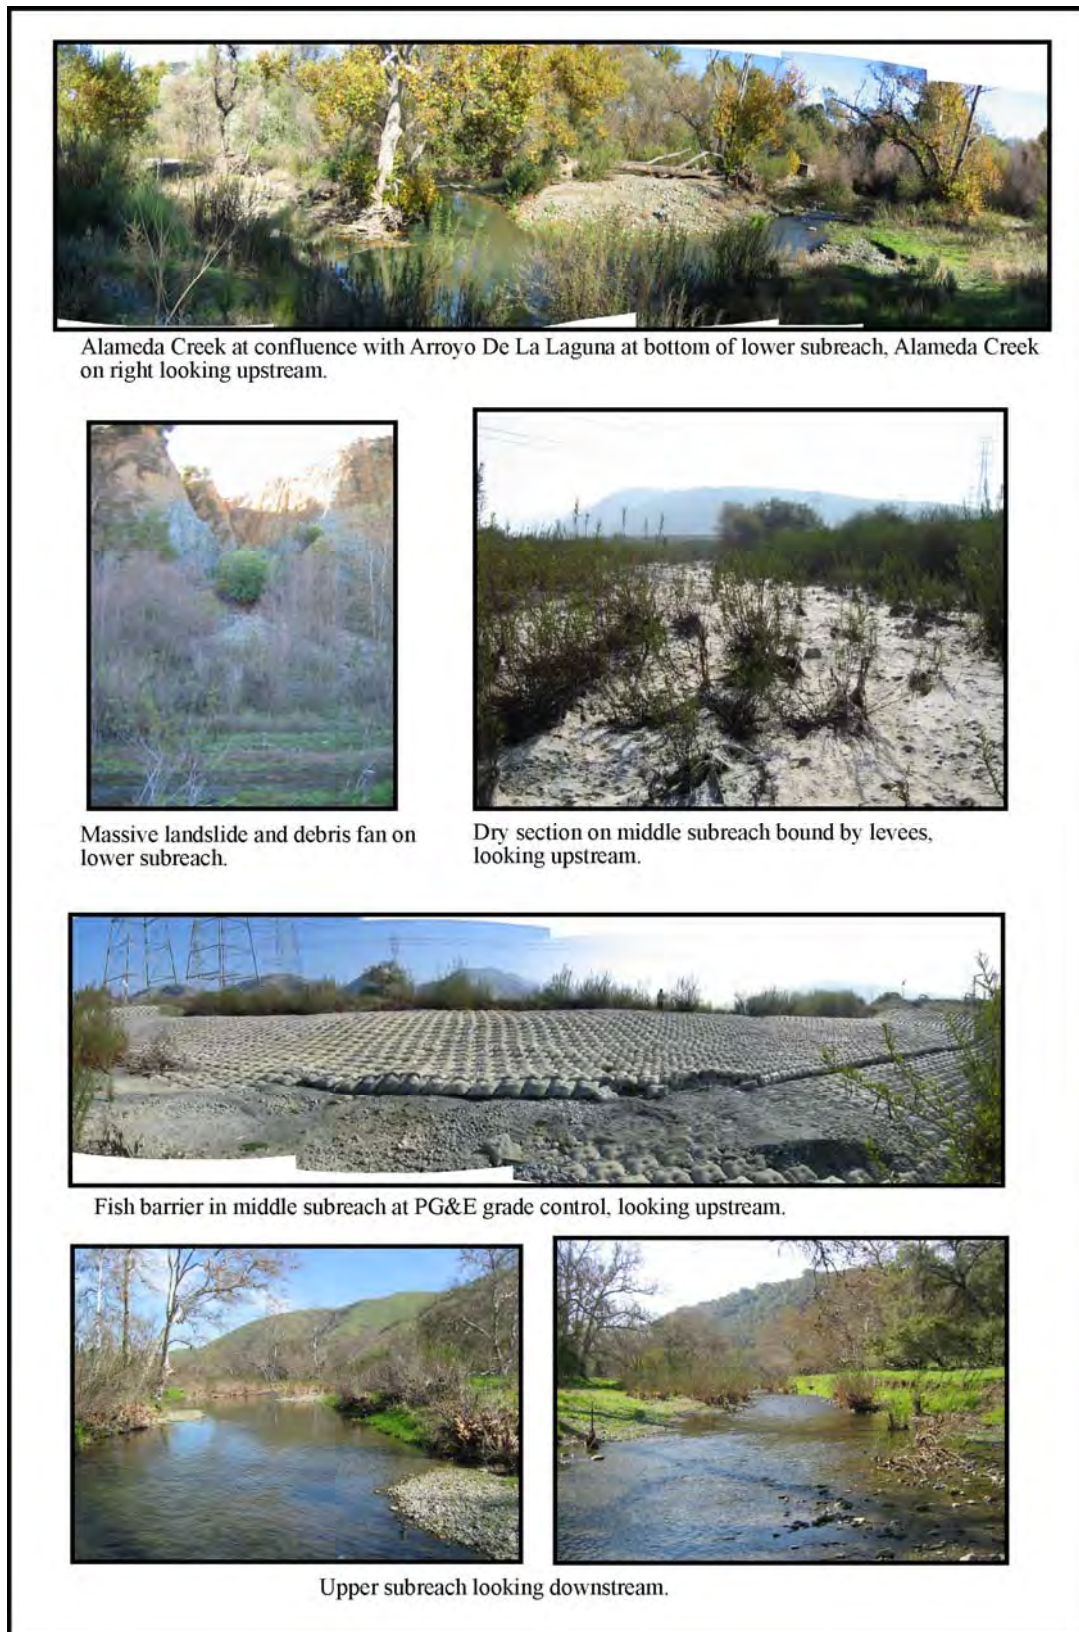 Alameda Creek at confluence with Arroyo De La Laguna at bottom of lower subreach, Alameda Creek
on right looking upstream.
Massive landslide and debris fan on
lower subreach.
Dry section on middle subreach bound by levees,
looking upstream.
Fish barrier in middle subreach at PG&E grade control, looking upstream.
Upper subreach looking downstream.